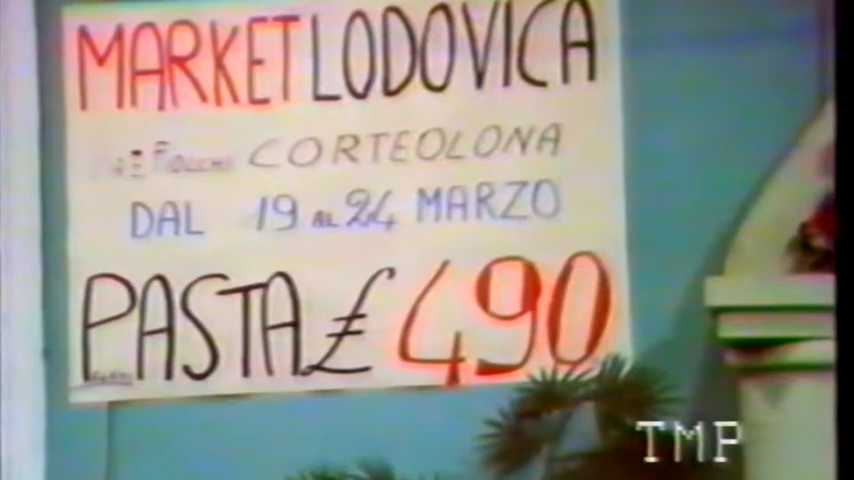 MARKET LODOVICA
CORTEOLONA
DAL 19 AL 24 MARZO
PASTA £ 490
TMP